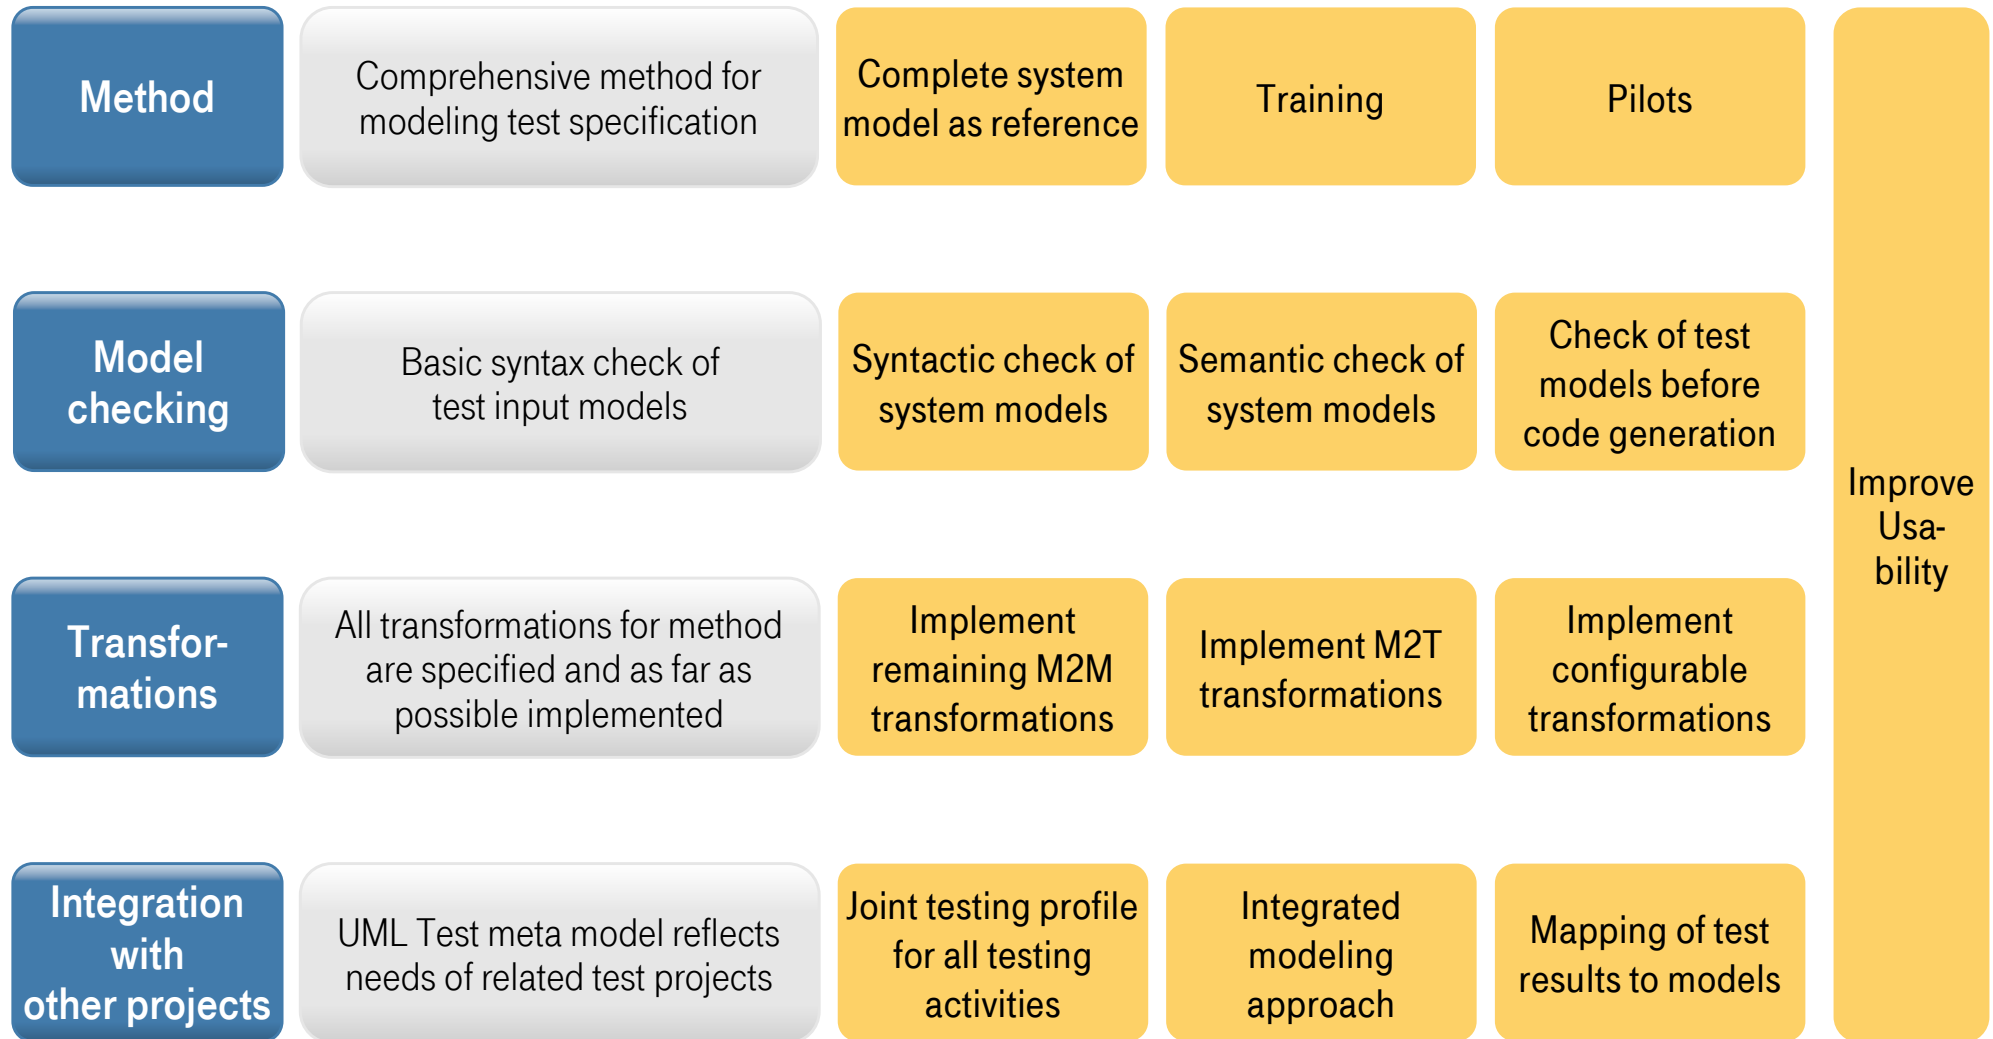 Method
Comprehensive method for
modeling test specification
Complete system
model as reference
Training
Pilots
Model
checking
Basic syntax check of
test input models
Syntactic check of
system models
Semantic check of
system models
Check of test
models before
code generation
Improve
Usa-
bility
Transfor-
mations
All transformations for method
are specified and as far as
possible implemented
Implement
remaining M2M
transformations
Implement M2T
transformations
Implement
configurable
transformations
Integration
with
other projects
UML Test meta model reflects
needs of related test projects
Joint testing profile
for all testing
activities
Integrated
modeling
approach
Mapping of test
results to models